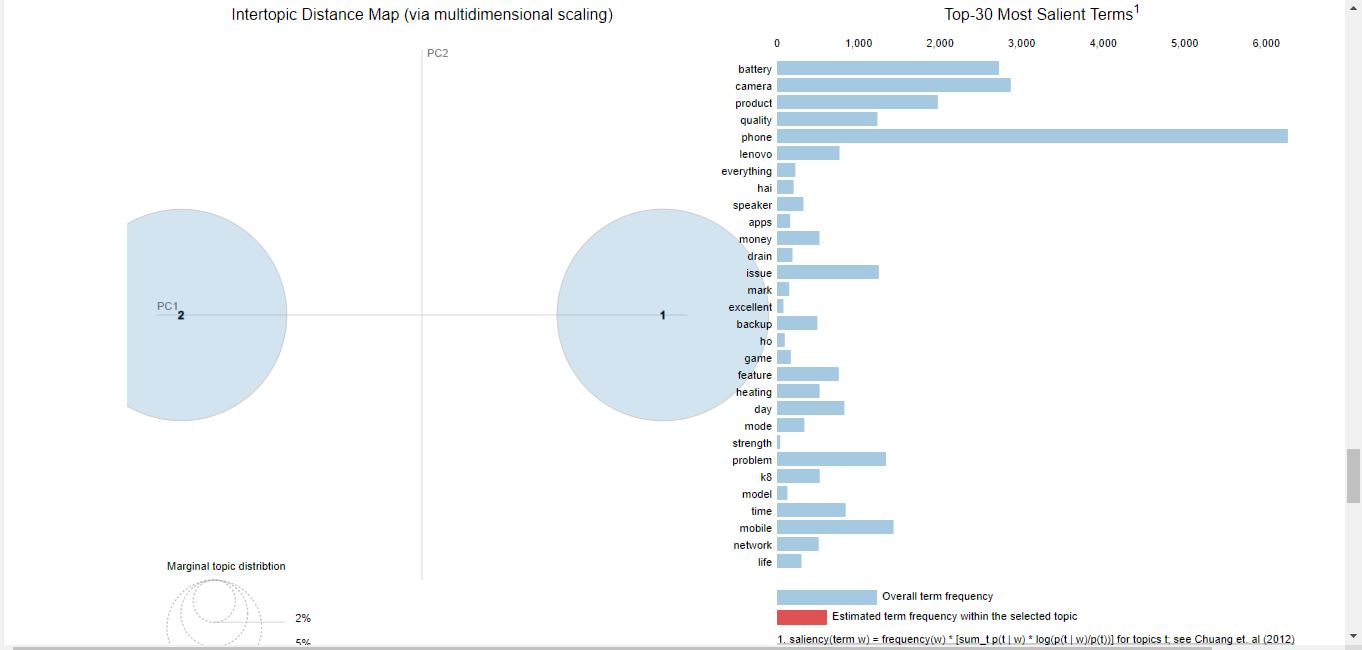 Intertopic Distance Map (via multidimensional scaling)
PC2
PC1
2
1
Marginal topic distribtion
2%
5%
Top-30 Most Salient Terms1
0 1,000 2,000 3,000 4,000 5,000 6,000
battery
camera
product
quality
phone
lenovo
everything
hai
speaker
apps
money
drain
issue
mark
excellent
backup
ho
game
feature
heating
day
mode
strength
problem
k8
model
time
mobile
network
life
Overall term frequency
Estimated term frequency within the selected topic
1. saliency(term w) = frequency(w) * [sum_t p(t | w) * log(p(t | w)/p(t))] for topics t; see Chuang et. al (2012)